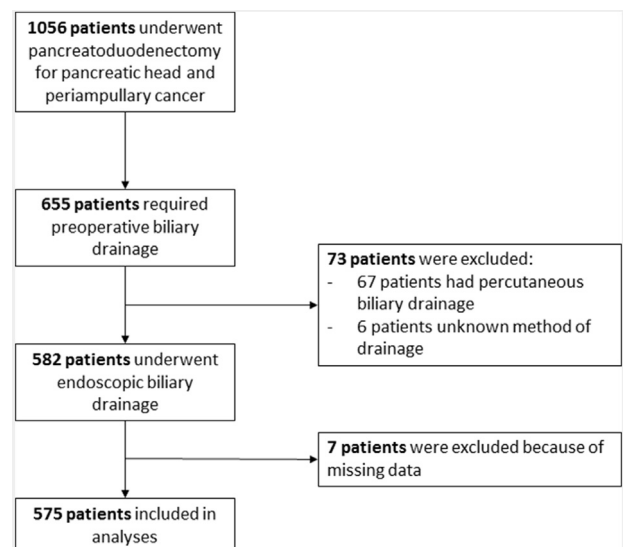 1056 patients underwent
pancreatoduodenectomy
for pancreatic head and
periampullary cancer
655 patients required
preoperative biliary
drainage
73 patients were excluded:
- 67 patients had percutaneous
biliary drainage
- 6 patients unknown method of
drainage
582 patients underwent
endoscopic biliary
drainage
7 patients were excluded because of
missing data
575 patients included in
analyses